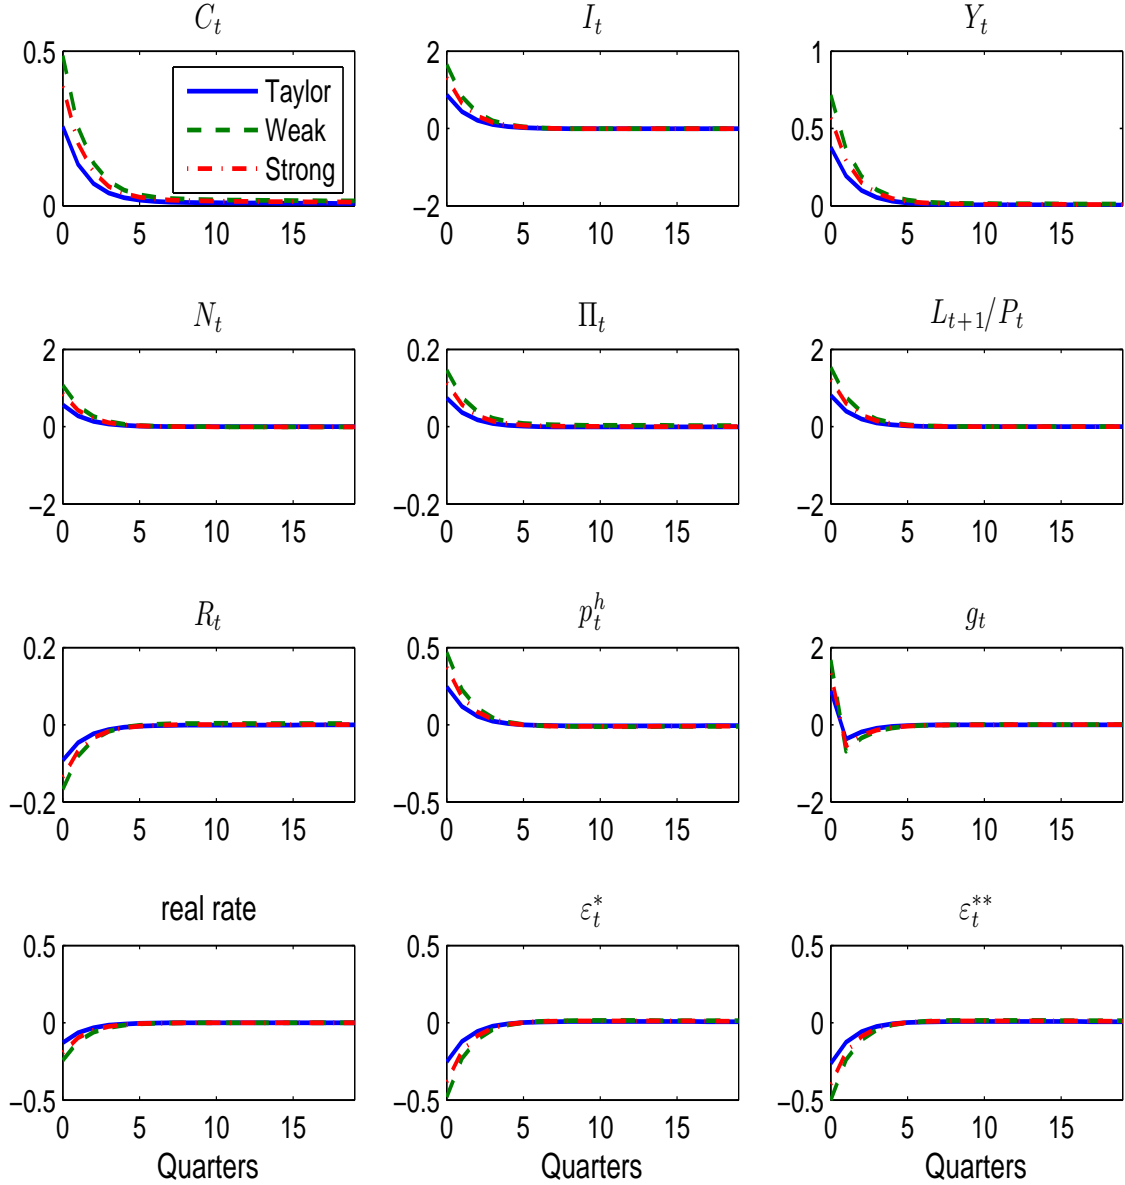 C_t I_t Y_t
0.5 2 1
Taylor
Weak 0 0.5
Strong
0 −2 0
0 5 10 15 0 5 10 15 0 5 10 15
N_t Π_t L_{t+1}/P_t
2 0.2 2
0 0 0
−2 −0.2 −2
0 5 10 15 0 5 10 15 0 5 10 15
R_t p_t^h g_t
0.2 0.5 2
0 0 0
−0.2 −0.5 −2
0 5 10 15 0 5 10 15 0 5 10 15
real rate ε_t^* ε_t^{**}
0.5 0.5 0.5
0 0 0
−0.5 −0.5 −0.5
0 5 10 15 0 5 10 15 0 5 10 15
Quarters Quarters Quarters